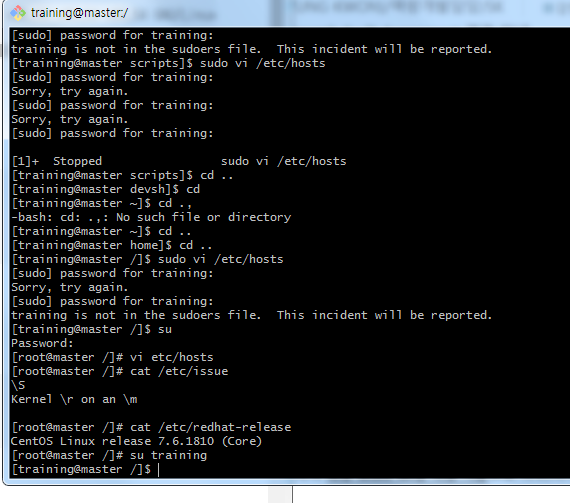 training@master:/
[sudo] password for training:
training is not in the sudoers file.  This incident will be reported.
[training@master scripts]$ sudo vi /etc/hosts
[sudo] password for training:
Sorry, try again.
[sudo] password for training:
Sorry, try again.
[sudo] password for training:

[1]+  Stopped                 sudo vi /etc/hosts
[training@master scripts]$ cd ..
[training@master devsh]$ cd
[training@master ~]$ cd .,
-bash: cd: .,: No such file or directory
[training@master ~]$ cd ..
[training@master home]$ cd ..
[training@master /]$ sudo vi /etc/hosts
[sudo] password for training:
Sorry, try again.
[sudo] password for training:
training is not in the sudoers file.  This incident will be reported.
[training@master /]$ su
Password:
[root@master /]# vi etc/hosts
[root@master /]# cat /etc/issue
\S
Kernel \r on an \m

[root@master /]# cat /etc/redhat-release
CentOS Linux release 7.6.1810 (Core)
[root@master /]# su training
[training@master /]$